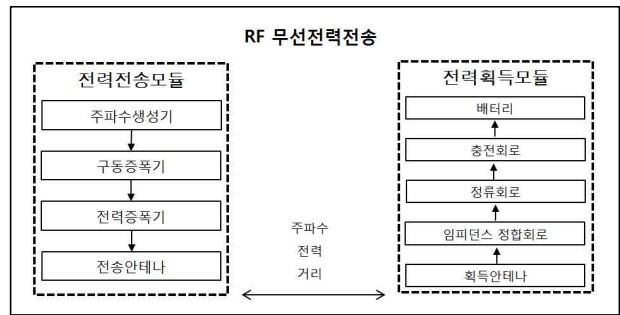 RF 무선전력전송
전력전송모듈
주파수생성기
구동증폭기
전력증폭기
전송안테나
주파수
전력
거리
전력획득모듈
배터리
충전회로
정류회로
임피던스 정합회로
획득안테나